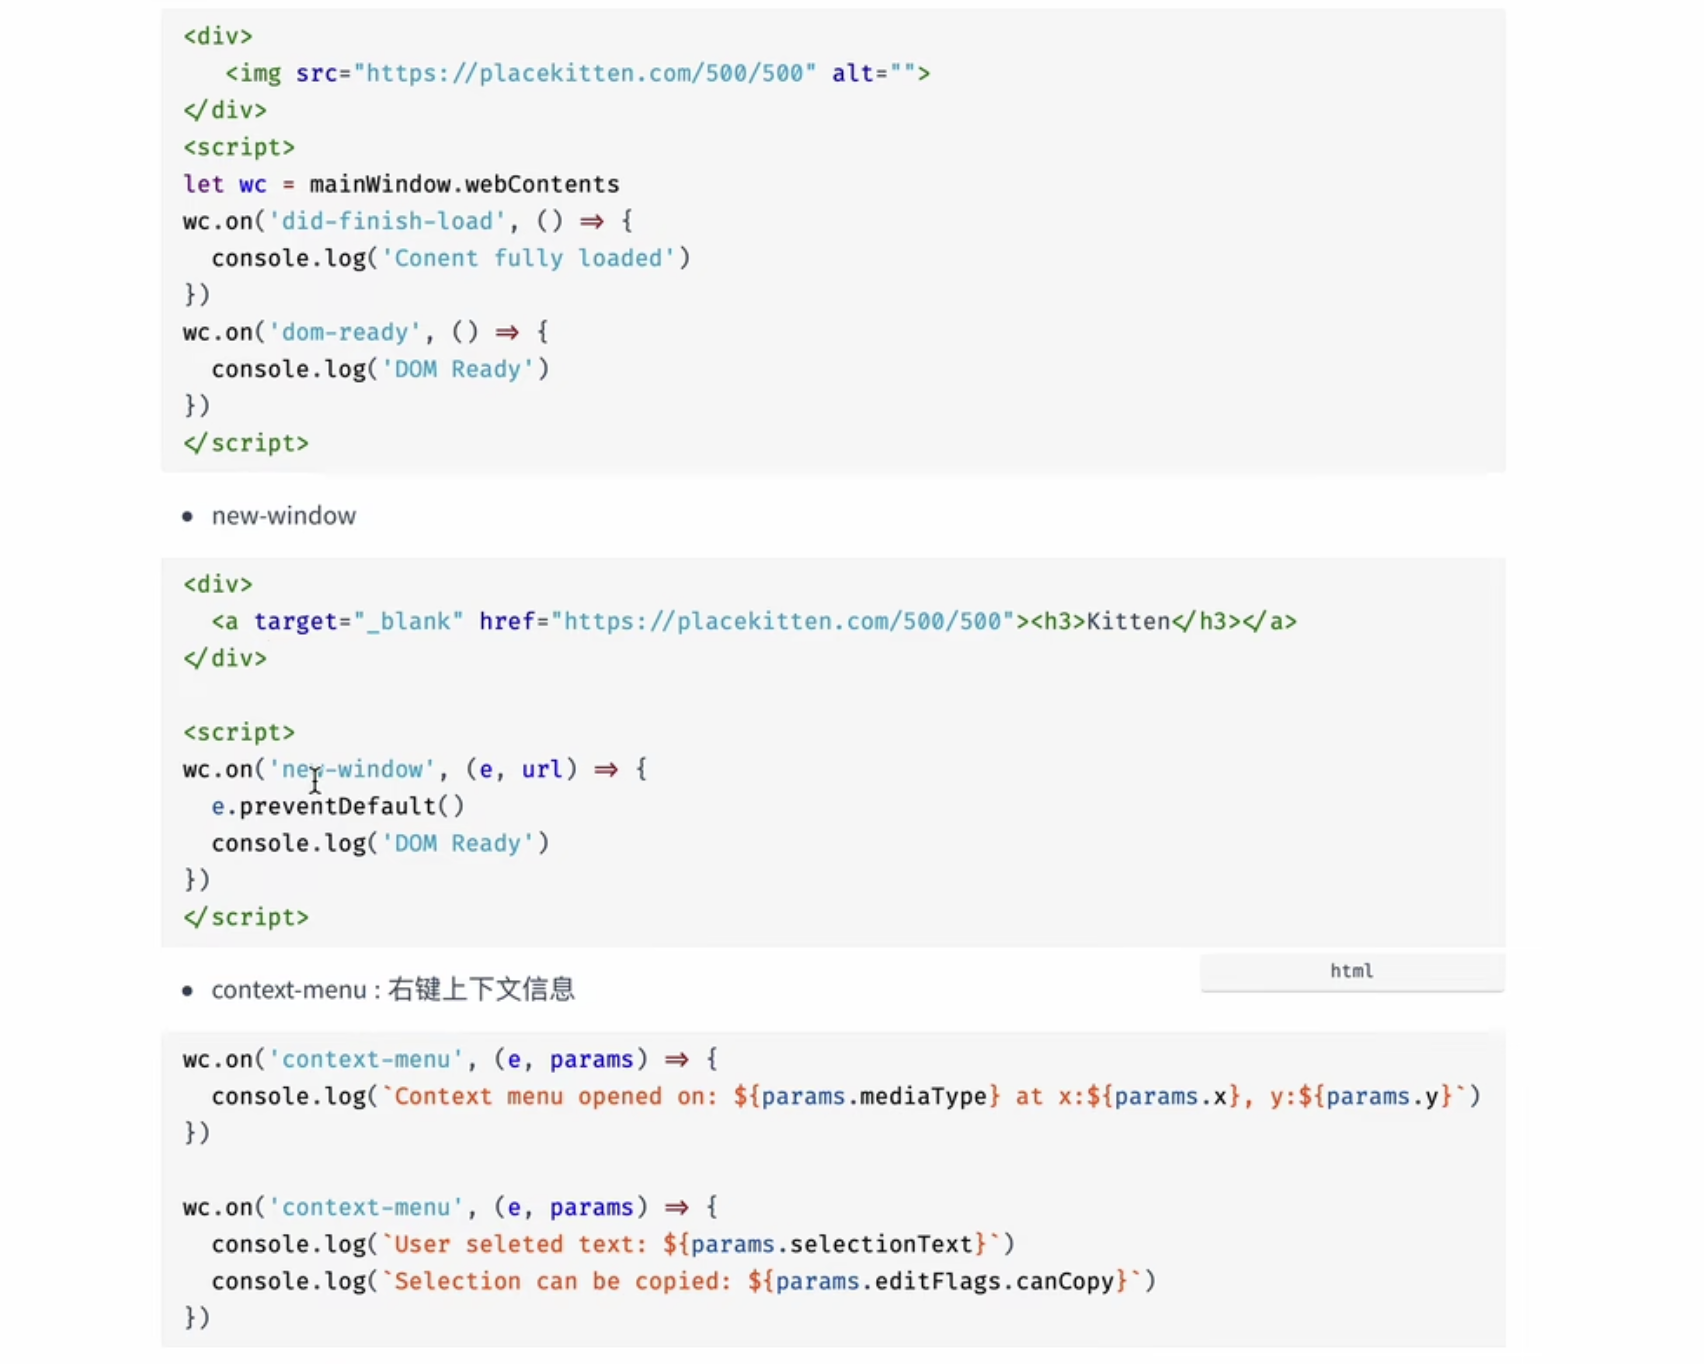 <div>
   <img src="https://placekitten.com/500/500" alt="">
</div>
<script>
let wc = mainWindow.webContents
wc.on('did-finish-load', () => {
  console.log('Conent fully loaded')
})
wc.on('dom-ready', () => {
  console.log('DOM Ready')
})
</script>
• new-window
<div>
  <a target="_blank" href="https://placekitten.com/500/500"><h3>Kitten</h3></a>
</div>
<script>
wc.on('new-window', (e, url) => {
  e.preventDefault()
  console.log('DOM Ready')
})
</script>
html
• context-menu : 右键上下文信息
wc.on('context-menu', (e, params) => {
  console.log(`Context menu opened on: ${params.mediaType} at x:${params.x}, y:${params.y}`)
})
wc.on('context-menu', (e, params) => {
  console.log(`User seleted text: ${params.selectionText}`)
  console.log(`Selection can be copied: ${params.editFlags.canCopy}`)
})